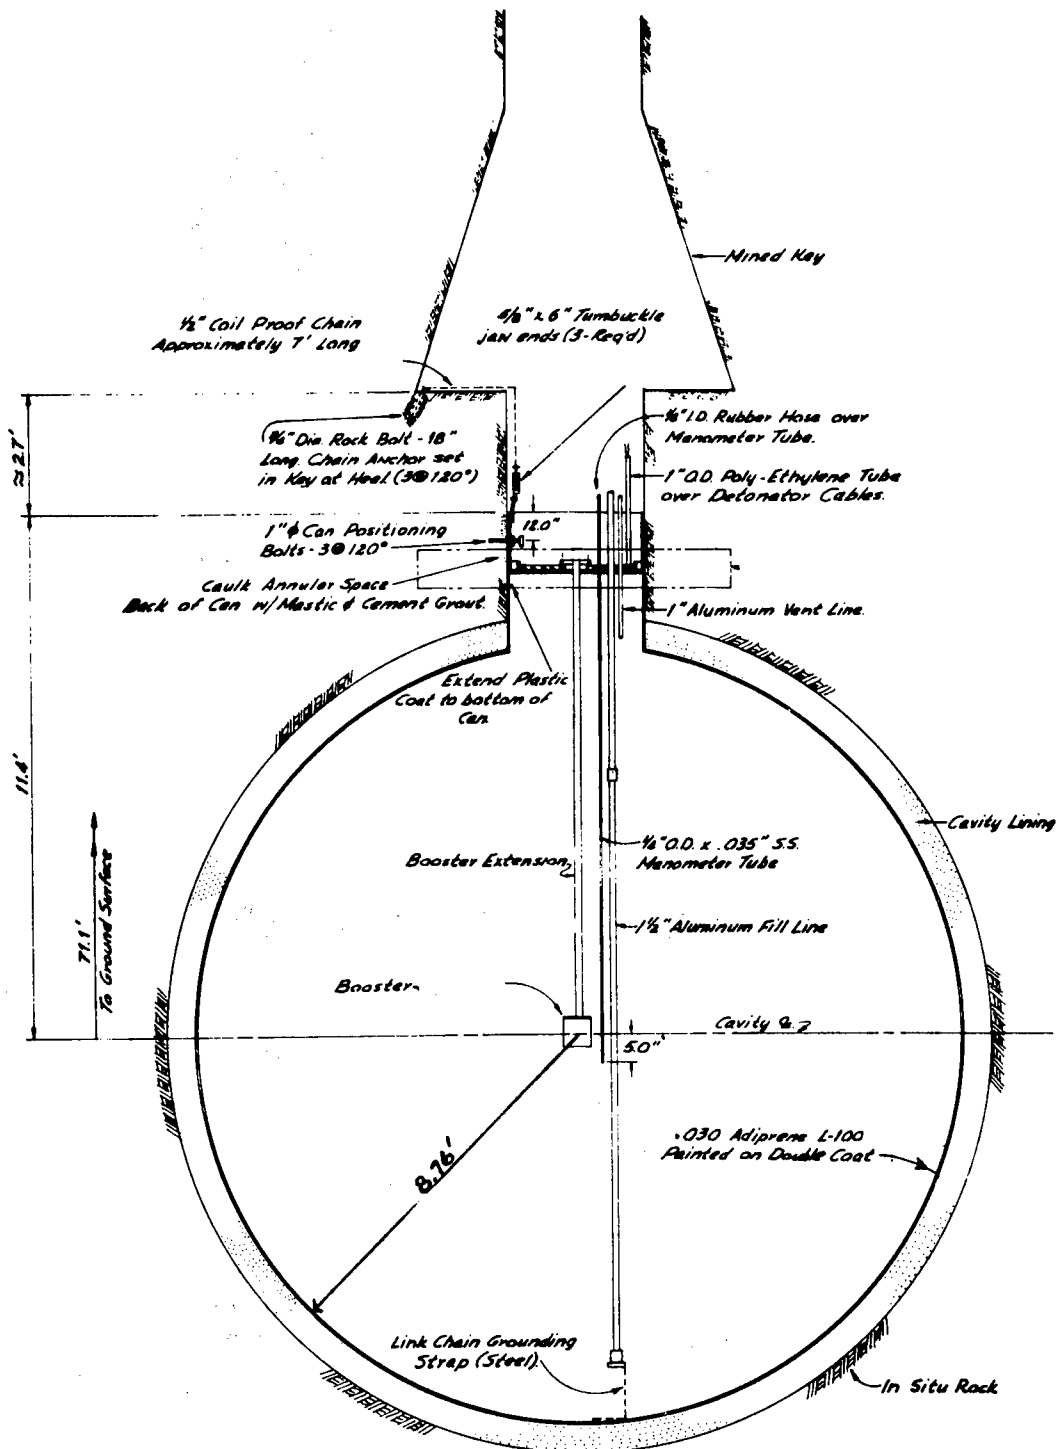 Mined Key
1/2" Coil Proof Chain
Approximately 7' Long
5/8" x 6" Turnbuckle
jaw ends (3-Req'd)
≈2.7'
Dia. Rock Bolt - 18"
Long. Chain Anchor set
in Key at Heel (3@120°)
I.D. Rubber Hose over
Manometer Tube.
1" O.D. Poly-Ethylene Tube
over Detonator Cables.
12.0"
1" ϕ Can Positioning
Bolts - 3@120°
Caulk Annular Space
Back of Can w/Mastic & Cement Grout.
1" Aluminum Vent Line.
Extend Plastic
Coat to bottom of
Can.
11.4'
Cavity Lining
1/4" O.D. x .035" S.S.
Manometer Tube
Booster Extension
1 1/2" Aluminum Fill Line
71.1'
To Ground Surface
Booster
Cavity ℄
5.0"
.030 Adiprene L-100
Painted on Double Coat
8.76'
Link Chain Grounding
Strap (Steel)
In Situ Rock